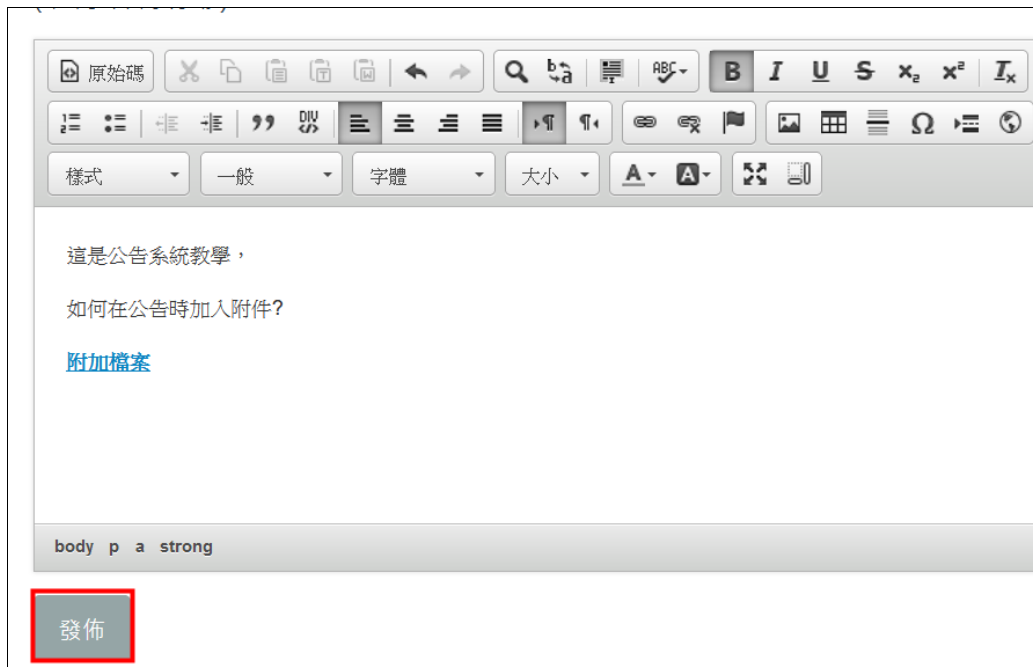 原始碼
樣式 一般 字體 大小
這是公告系統教學，
如何在公告時加入附件?
附加檔案
body p a strong
發佈